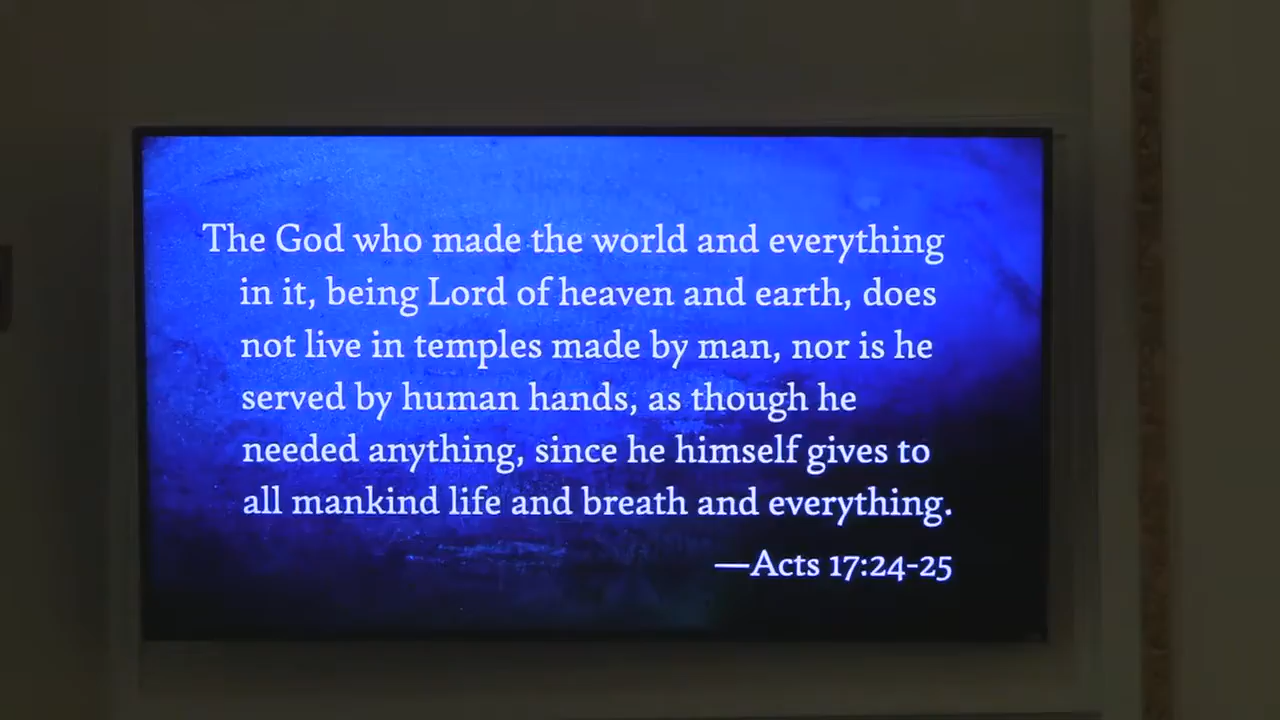 The God who made the world and everything
in it, being Lord of heaven and earth, does
not live in temples made by man, nor is he
served by human hands, as though he
needed anything, since he himself gives to
all mankind life and breath and everything.
—Acts 17:24-25